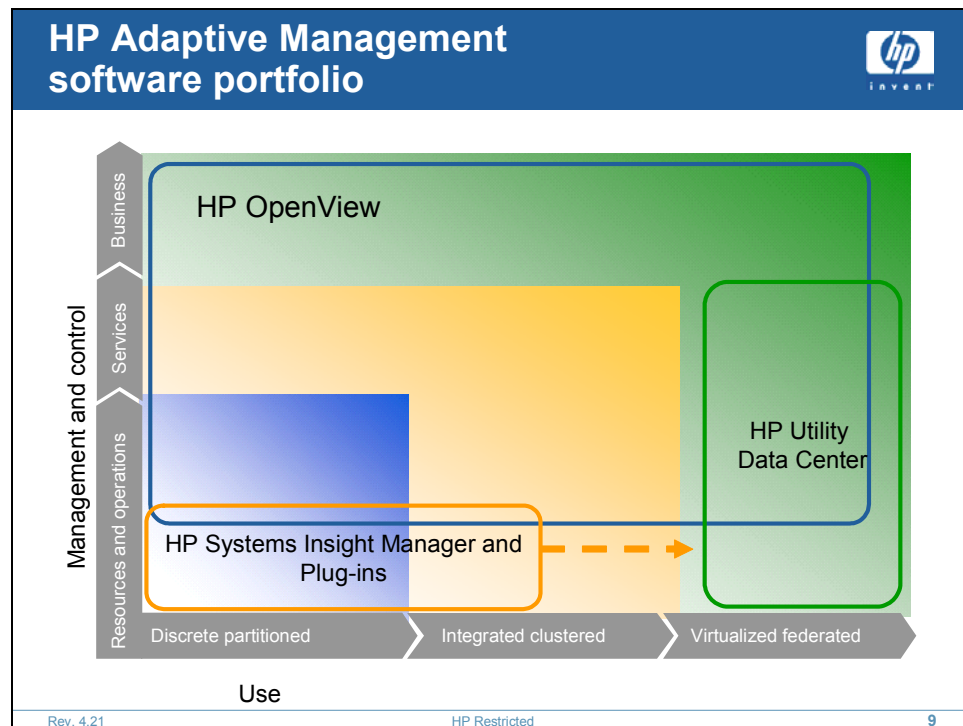 HP Adaptive Management
software portfolio
hp
invent
Business
Services
Resources and operations
Management and control
HP OpenView
HP Utility
Data Center
HP Systems Insight Manager and
Plug-ins
Discrete partitioned
Integrated clustered
Virtualized federated
Use
Rev. 4.21
HP Restricted
9